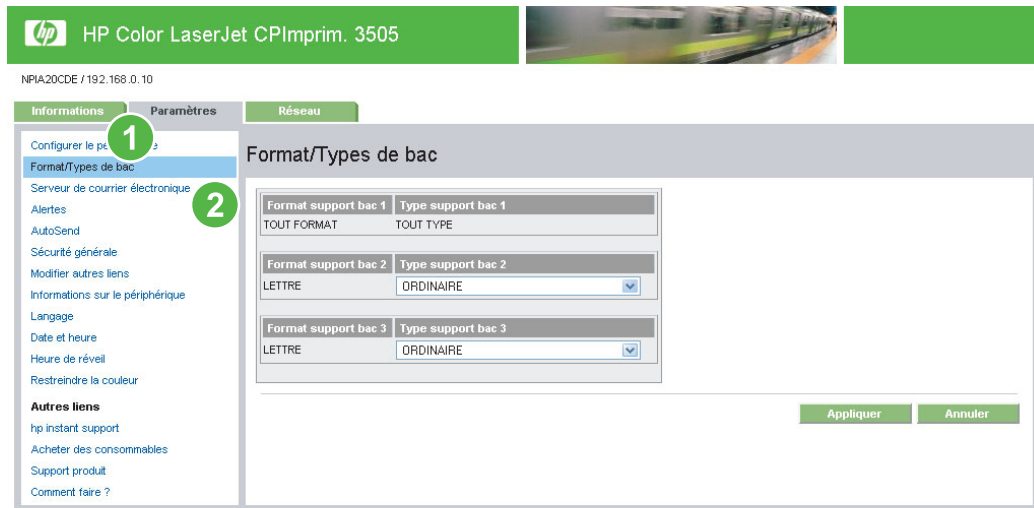 hp HP Color LaserJet CPImprim. 3505
NPIA20CDE / 192.168.0.10
Informations Paramètres Réseau
1
Configurer le
Format/Types de bac
Serveur de courrier électronique
2
Alertes
AutoSend
Sécurité générale
Modifier autres liens
Informations sur le périphérique
Langage
Date et heure
Heure de réveil
Restreindre la couleur
Autres liens
hp instant support
Acheter des consommables
Support produit
Comment faire ?
Format/Types de bac
Format support bac 1 Type support bac 1
TOUT FORMAT TOUT TYPE
Format support bac 2 Type support bac 2
LETTRE ORDINAIRE
Format support bac 3 Type support bac 3
LETTRE ORDINAIRE
Appliquer Annuler